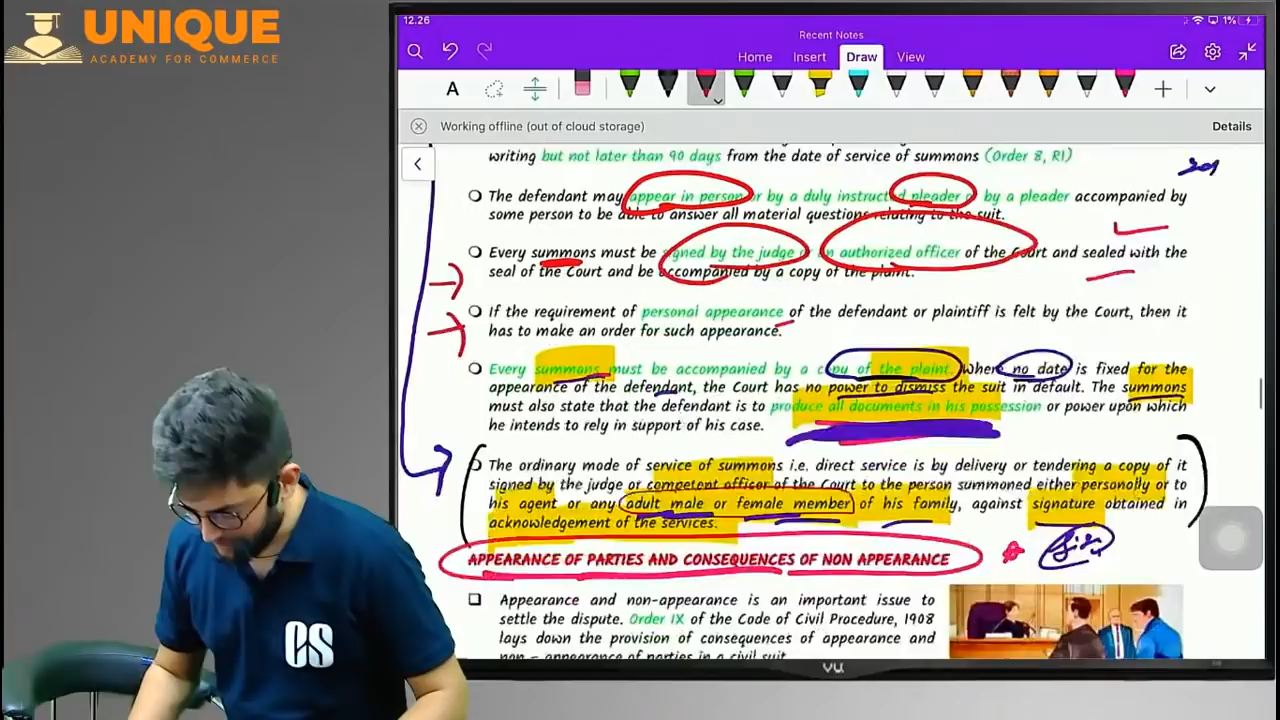 UNIQUE
ACADEMY FOR COMMERCE
12.26
1%
Recent Notes
Home Insert Draw View
A
Working offline (out of cloud storage)
Details
writing but not later than 90 days from the date of service of summons (Order 8, R1)
The defendant may appear in person or by a duly instructed pleader or by a pleader accompanied by
some person to be able to answer all material questions relating to the suit.
Every summons must be signed by the judge or an authorized officer of the Court and sealed with the
seal of the Court and be accompanied by a copy of the plaint.
If the requirement of personal appearance of the defendant or plaintiff is felt by the Court, then it
has to make an order for such appearance.
Every summons must be accompanied by a copy of the plaint. Where no date is fixed for the
appearance of the defendant, the Court has no power to dismiss the suit in default. The summons
must also state that the defendant is to produce all documents in his possession or power upon which
he intends to rely in support of his case.
The ordinary mode of service of summons i.e. direct service is by delivery or tendering a copy of it
signed by the judge or competent officer of the Court to the person summoned either personally or to
his agent or any adult male or female member of his family, against signature obtained in
acknowledgement of the services.
APPEARANCE OF PARTIES AND CONSEQUENCES OF NON APPEARANCE
Appearance and non-appearance is an important issue to
settle the dispute. Order IX of the Code of Civil Procedure, 1908
lays down the provision of consequences of appearance and
non - appearance of parties in a civil suit
CS
vu